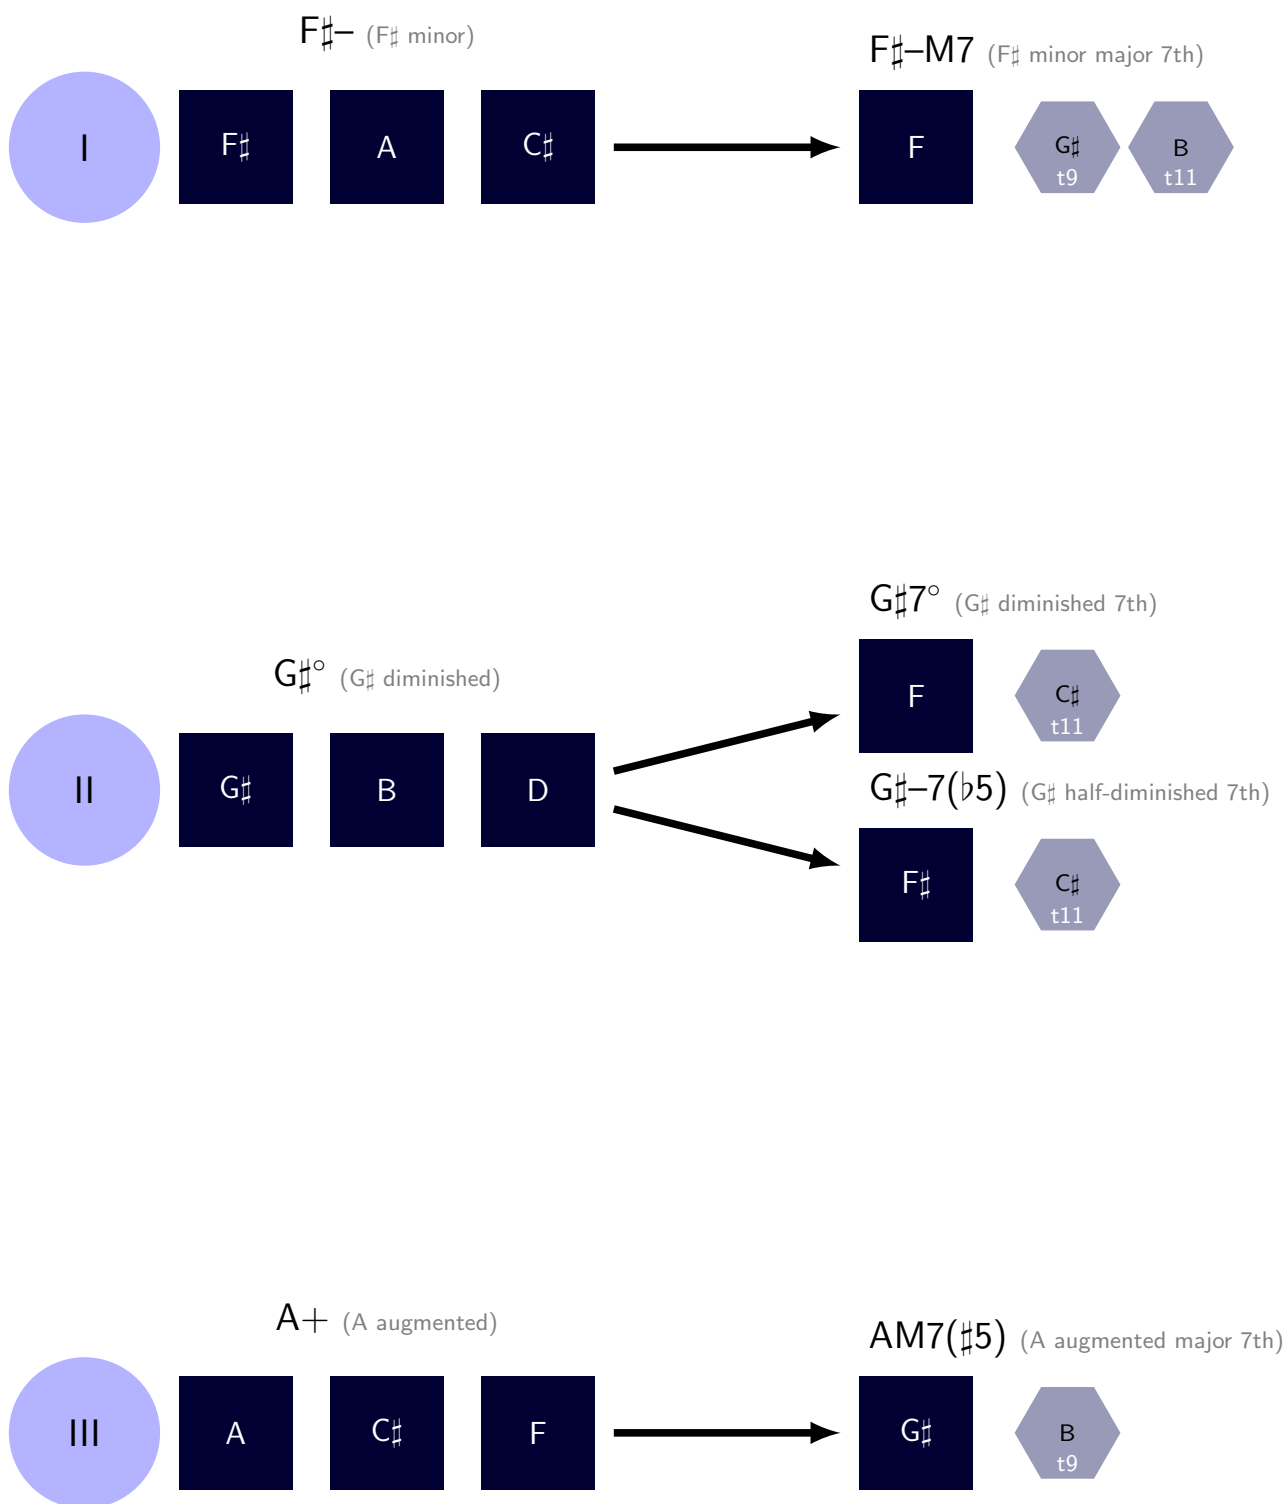 F♯– (F♯ minor)
F♯–M7 (F♯ minor major 7th)
I F♯ A C♯ F G♯ B
t9 t11
G♯7° (G♯ diminished 7th)
F C♯
t11
G♯° (G♯ diminished)
II G♯ B D
G♯–7(♭5) (G♯ half-diminished 7th)
F♯ C♯
t11
A+ (A augmented)
AM7(♯5) (A augmented major 7th)
III A C♯ F G♯ B
t9